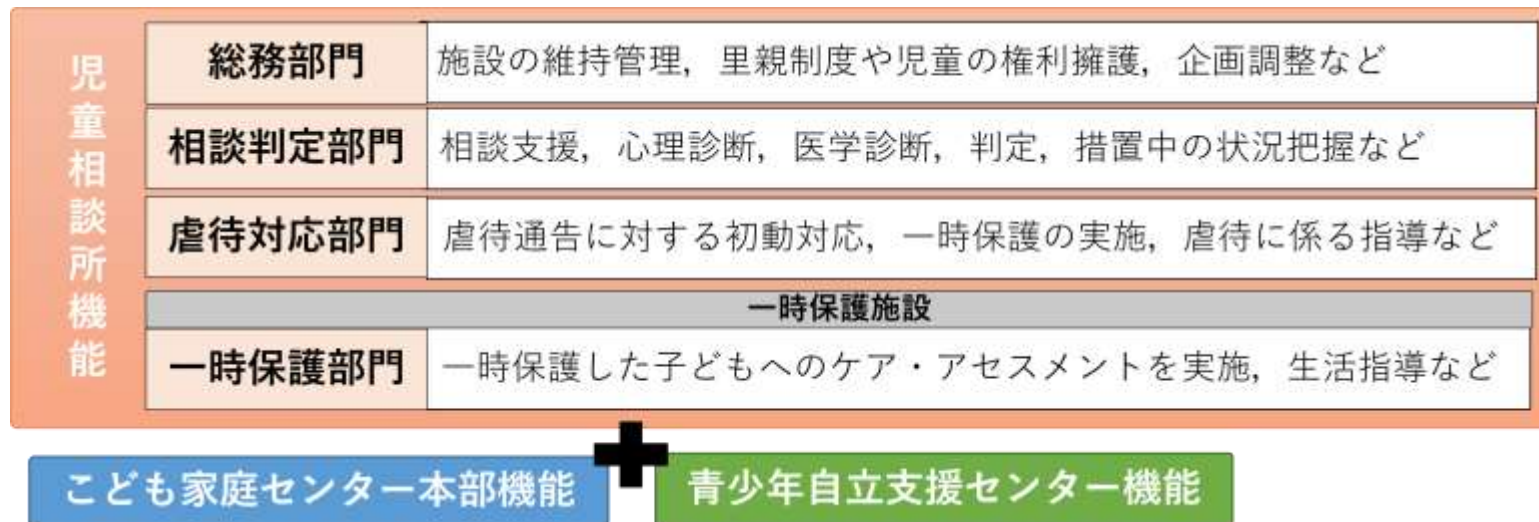 児童相談所機能
総務部門
施設の維持管理，里親制度や児童の権利擁護，企画調整など
相談判定部門
相談支援，心理診断，医学診断，判定，措置中の状況把握など
虐待対応部門
虐待通告に対する初動対応，一時保護の実施，虐待に係る指導など
一時保護施設
一時保護部門
一時保護した子どもへのケア・アセスメントを実施，生活指導など
こども家庭センター本部機能
青少年自立支援センター機能